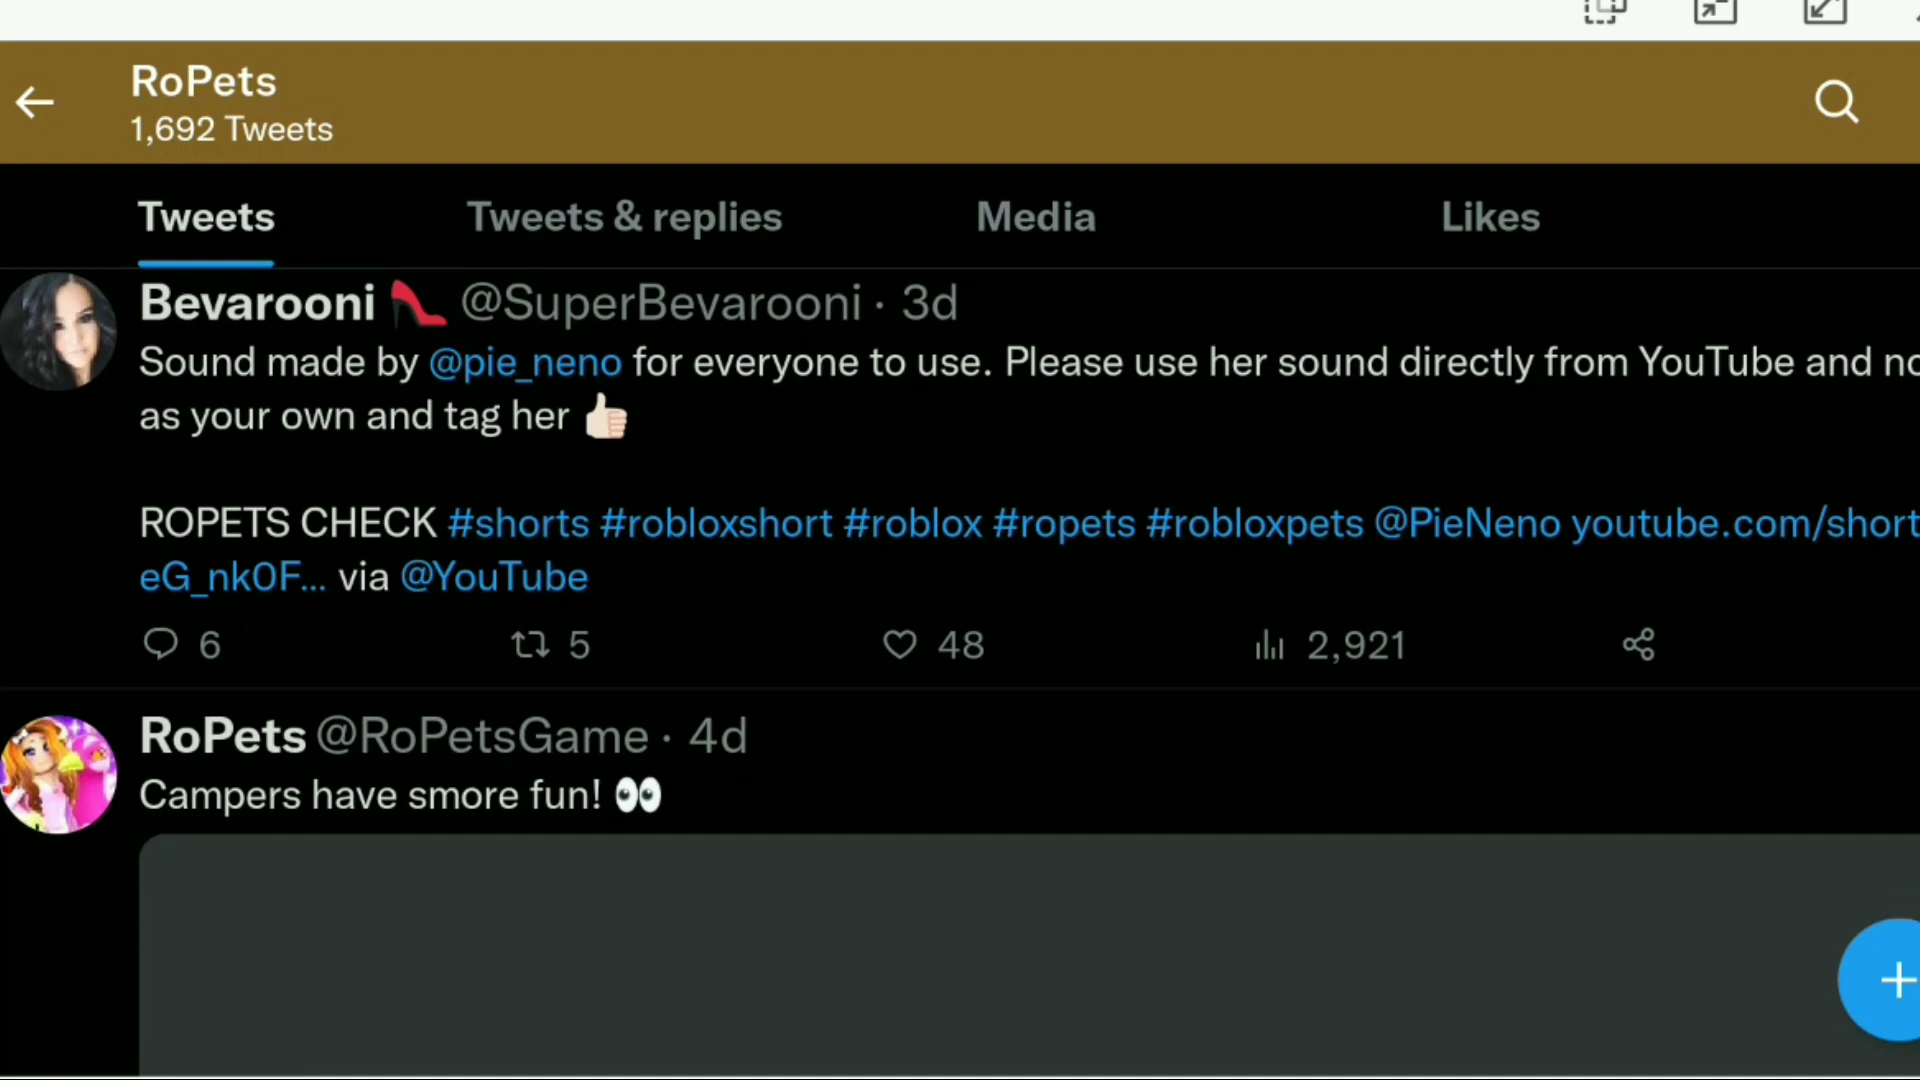 RoPets
1,692 Tweets
Tweets Tweets & replies Media Likes
Bevarooni 👠 @SuperBevarooni · 3d
Sound made by @pie_neno for everyone to use. Please use her sound directly from YouTube and
as your own and tag her 👍🏻
ROPETS CHECK #shorts #robloxshort #roblox #ropets #robloxpets @PieNeno youtube.com/short
eG_nk0F... via @YouTube
6 5 48 2,921
RoPets @RoPetsGame · 4d
Campers have smore fun! 👀